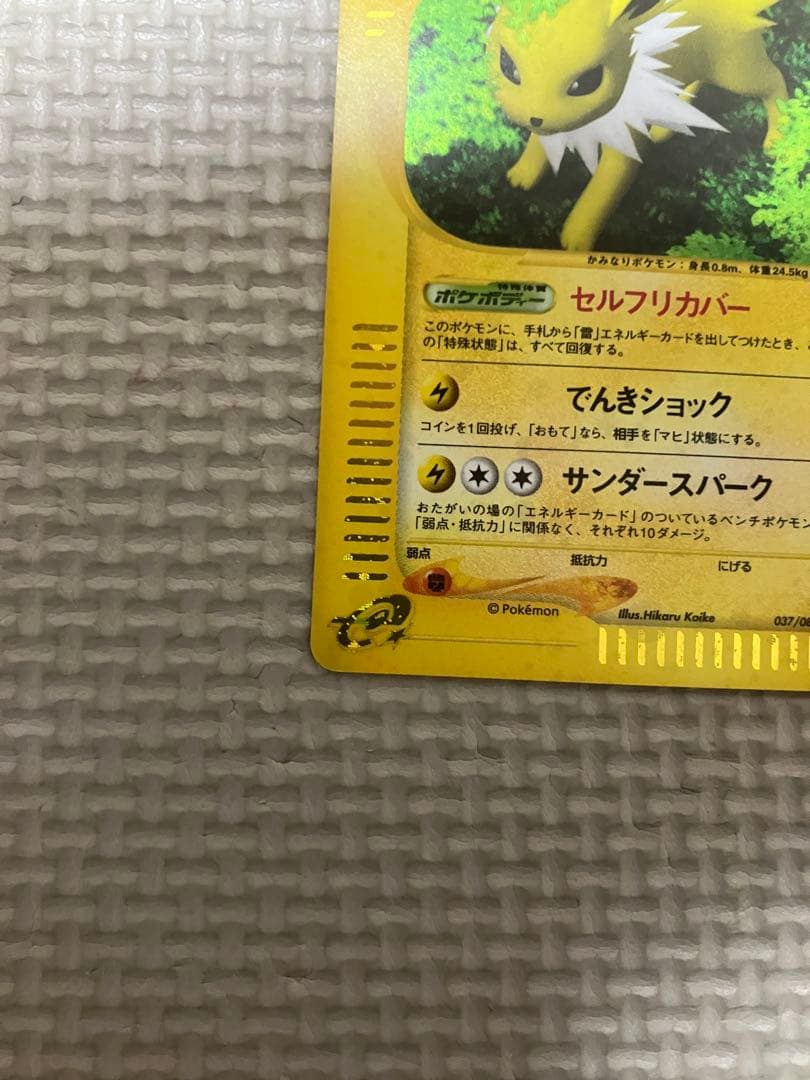 かみなりポケモン：身長0.8m、体重24.5kg
特殊体質
ポケボディー セルフリカバー
このポケモンに、手札から「雷」エネルギーカードを出してつけたとき、
の「特殊状態」は、すべて回復する。
でんきショック
コインを1回投げ、「おもて」なら、相手を「マヒ」状態にする。
サンダースパーク
おたがいの場の「エネルギーカード」のついているベンチポケモン
「弱点・抵抗力」に関係なく、それぞれ10ダメージ。
弱点 抵抗力 にげる
© Pokémon Illus.Hikaru Koike 037/08
e